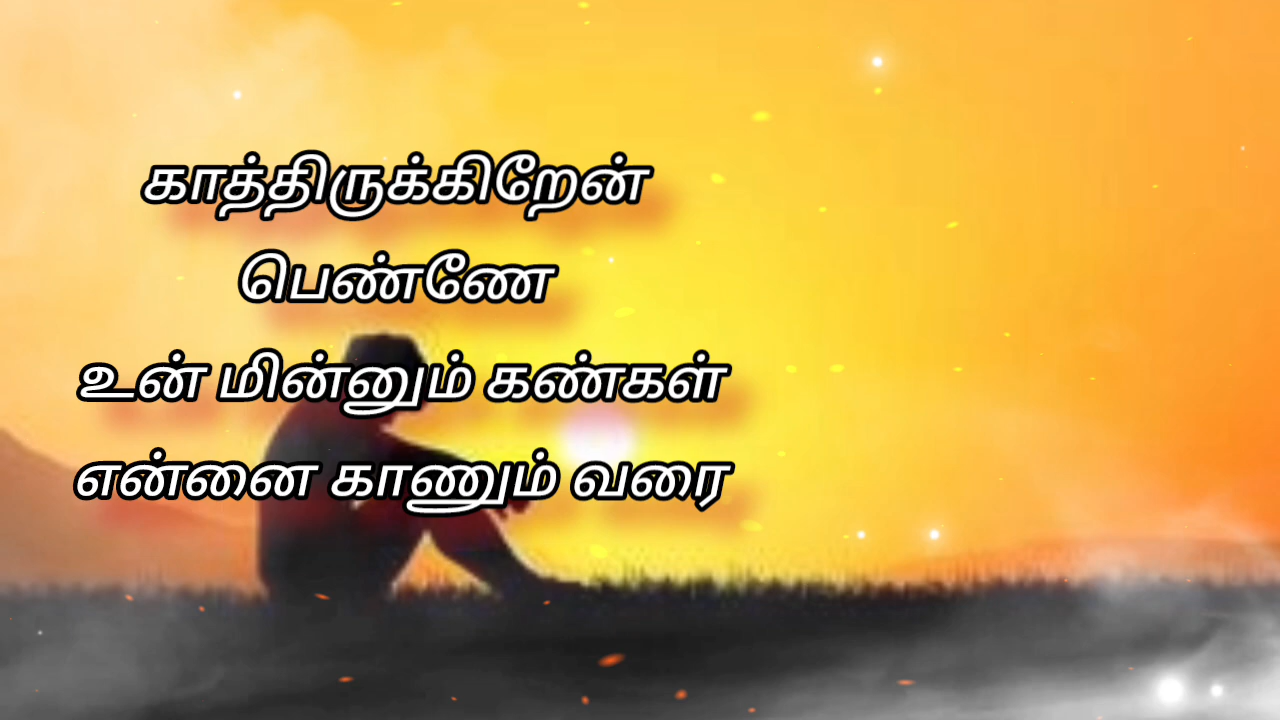 காத்திருக்கிறேன்
பெண்ணே
உன் மின்னும் கண்கள்
என்னை காணும் வரை